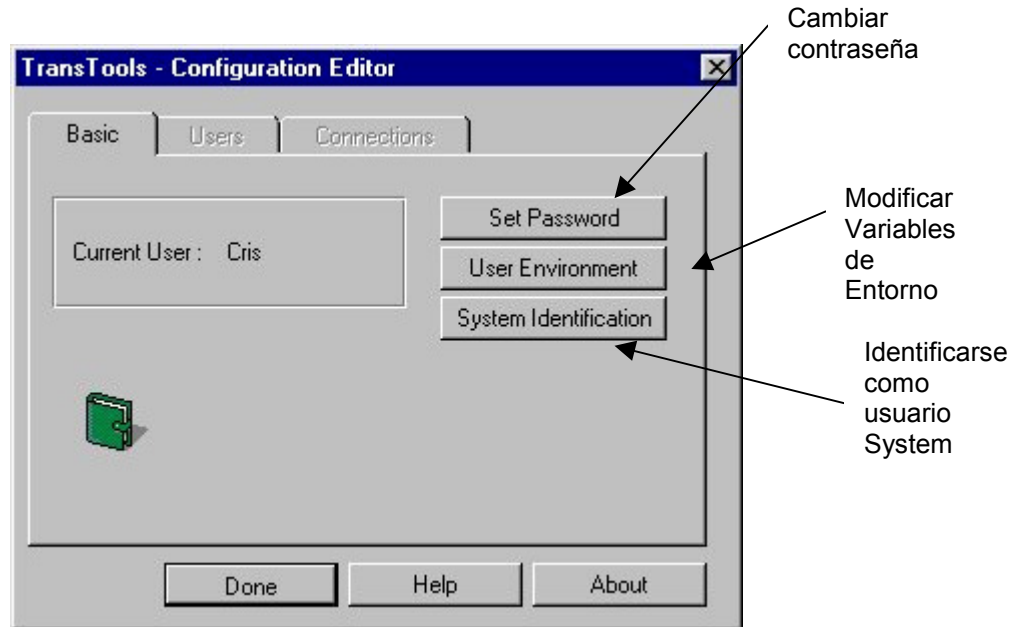 Cambiar
contraseña
TransTools - Configuration Editor
Basic
Users
Connections
Set Password
Current User : Cris
User Environment
System Identification
Modificar
Variables
de
Entorno
Identificarse
como
usuario
System
Done
Help
About